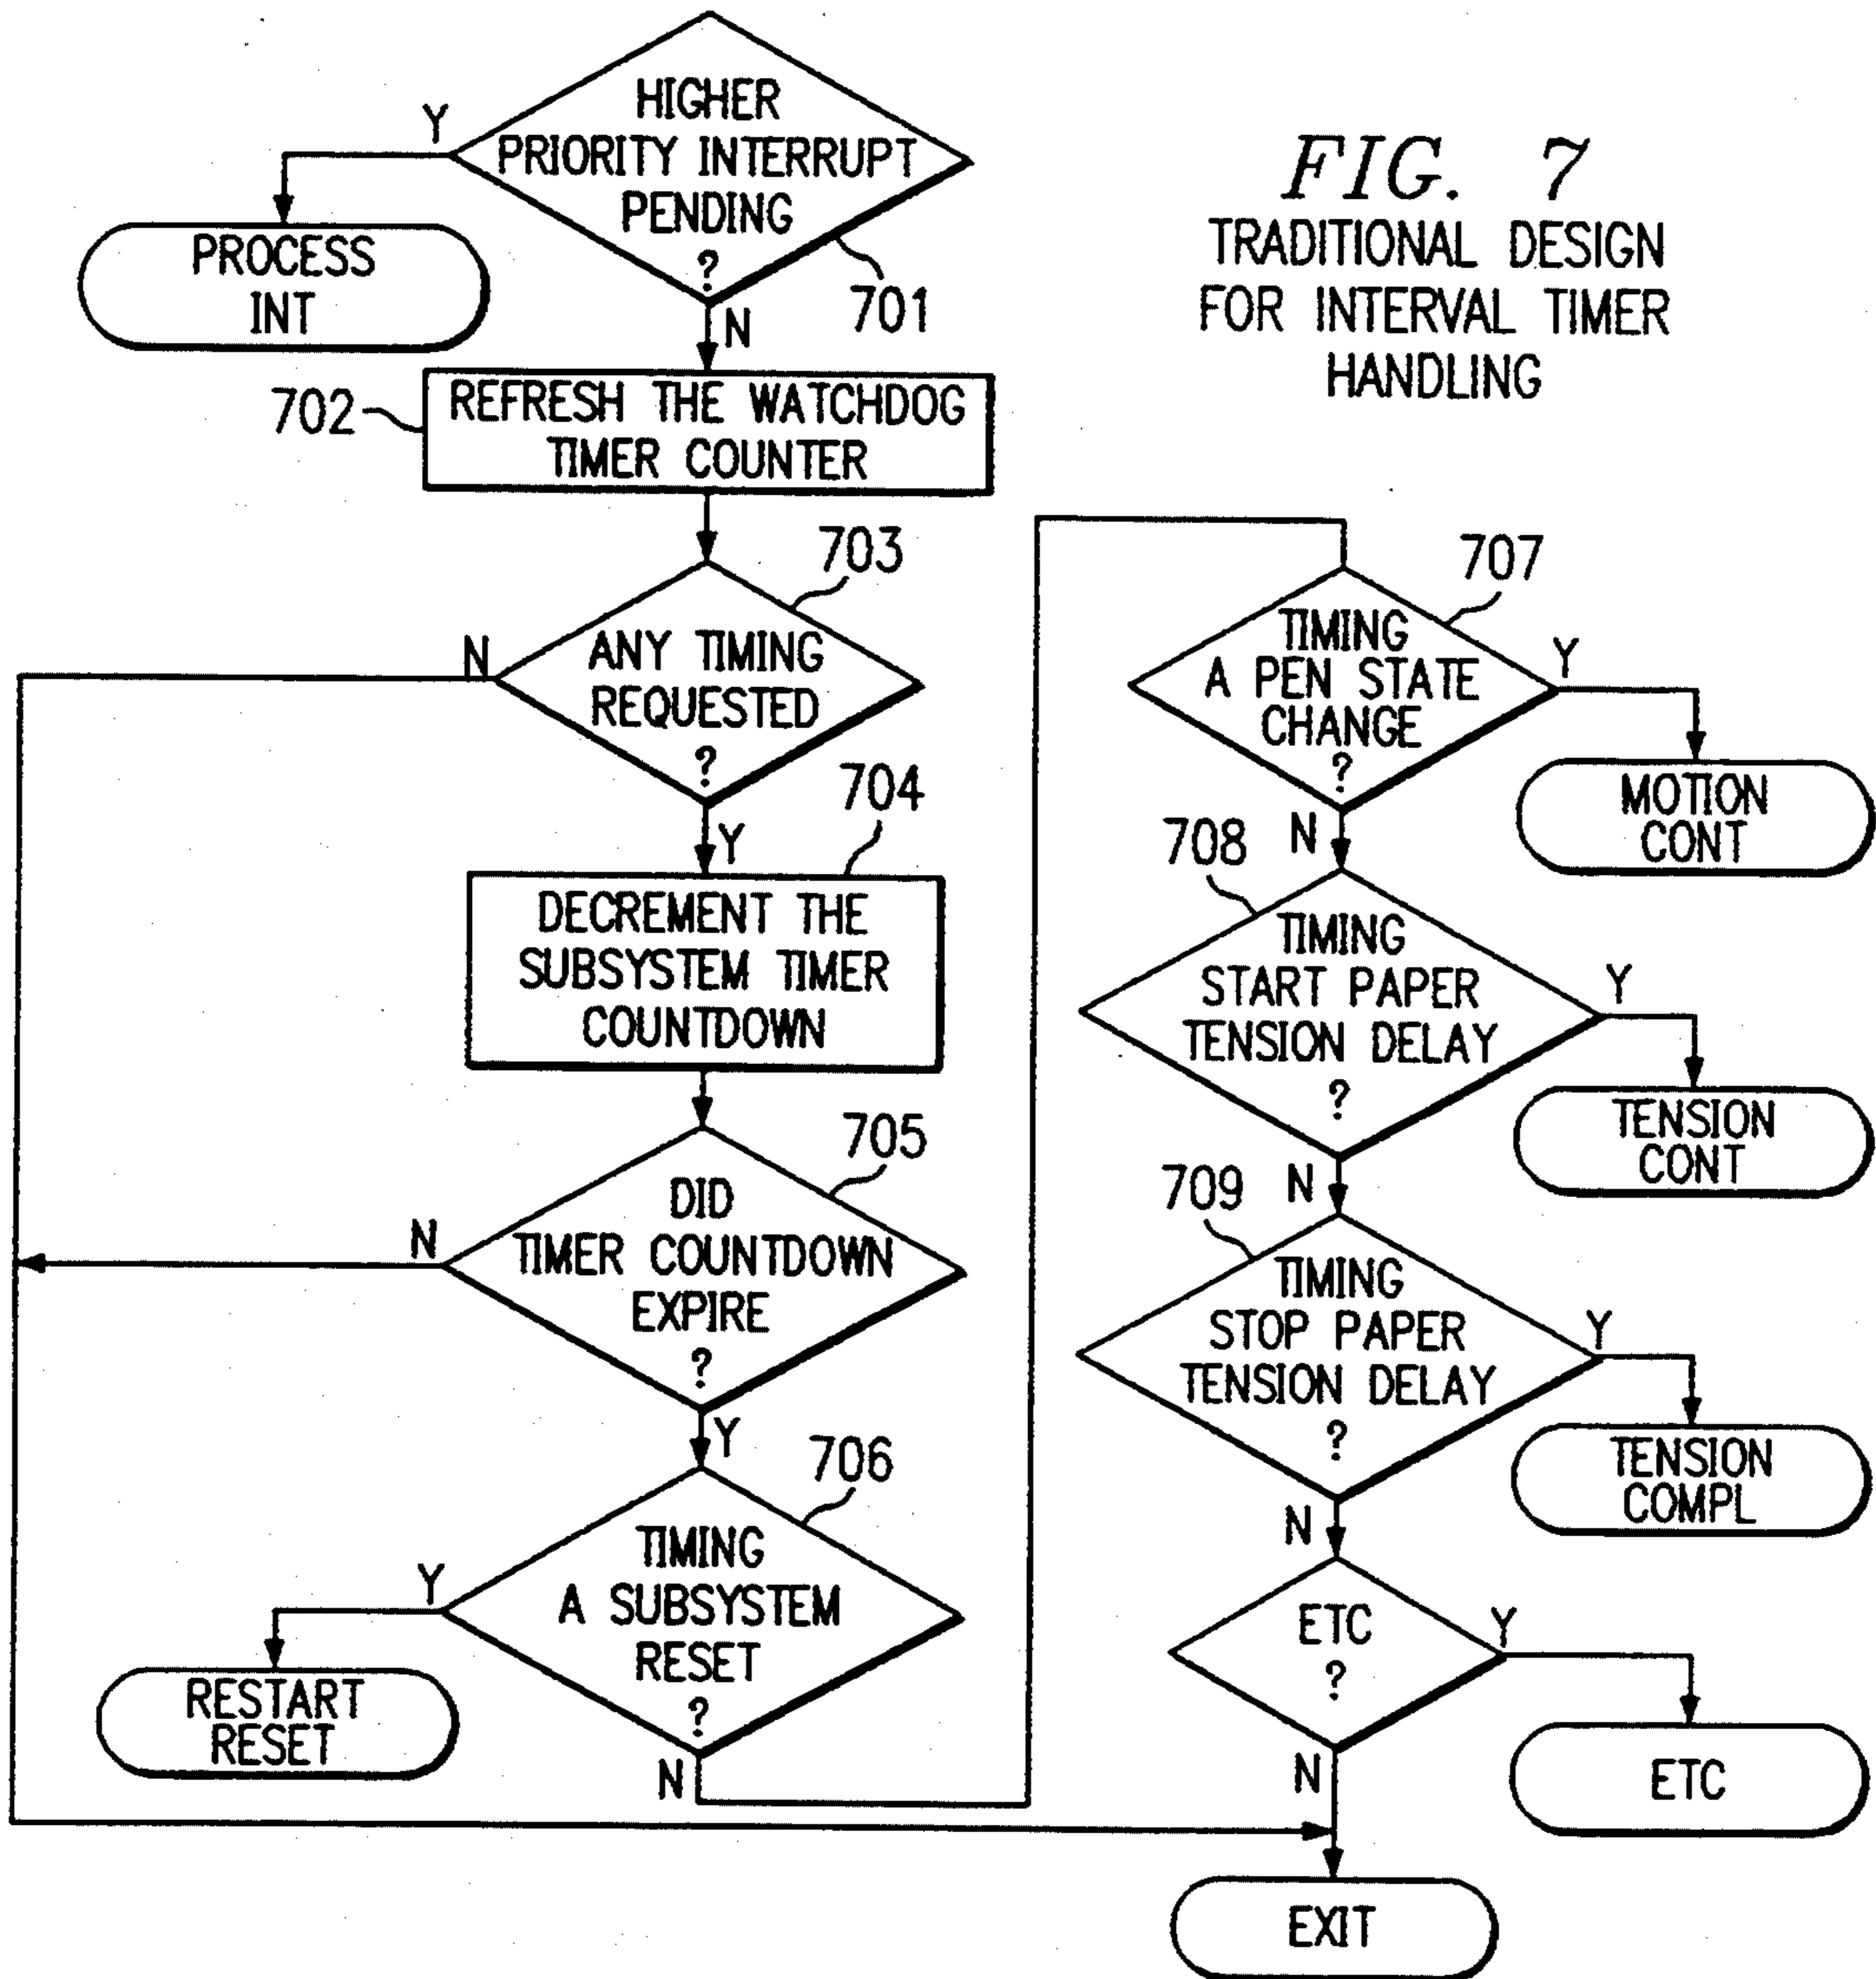 FIG. 7
TRADITIONAL DESIGN
FOR INTERVAL TIMER
HANDLING
HIGHER
PRIORITY INTERRUPT
PENDING
?
701
Y
PROCESS
INT
N
702
REFRESH THE WATCHDOG
TIMER COUNTER
703
ANY TIMING
REQUESTED
?
N
Y
704
DECREMENT THE
SUBSYSTEM TIMER
COUNTDOWN
705
DID
TIMER COUNTDOWN
EXPIRE
?
N
Y
706
TIMING
A SUBSYSTEM
RESET
?
Y
RESTART
RESET
N
707
TIMING
A PEN STATE
CHANGE
?
Y
MOTION
CONT
N
708
TIMING
START PAPER
TENSION DELAY
?
Y
TENSION
CONT
N
709
TIMING
STOP PAPER
TENSION DELAY
?
Y
TENSION
COMPL
N
ETC
?
Y
ETC
N
EXIT